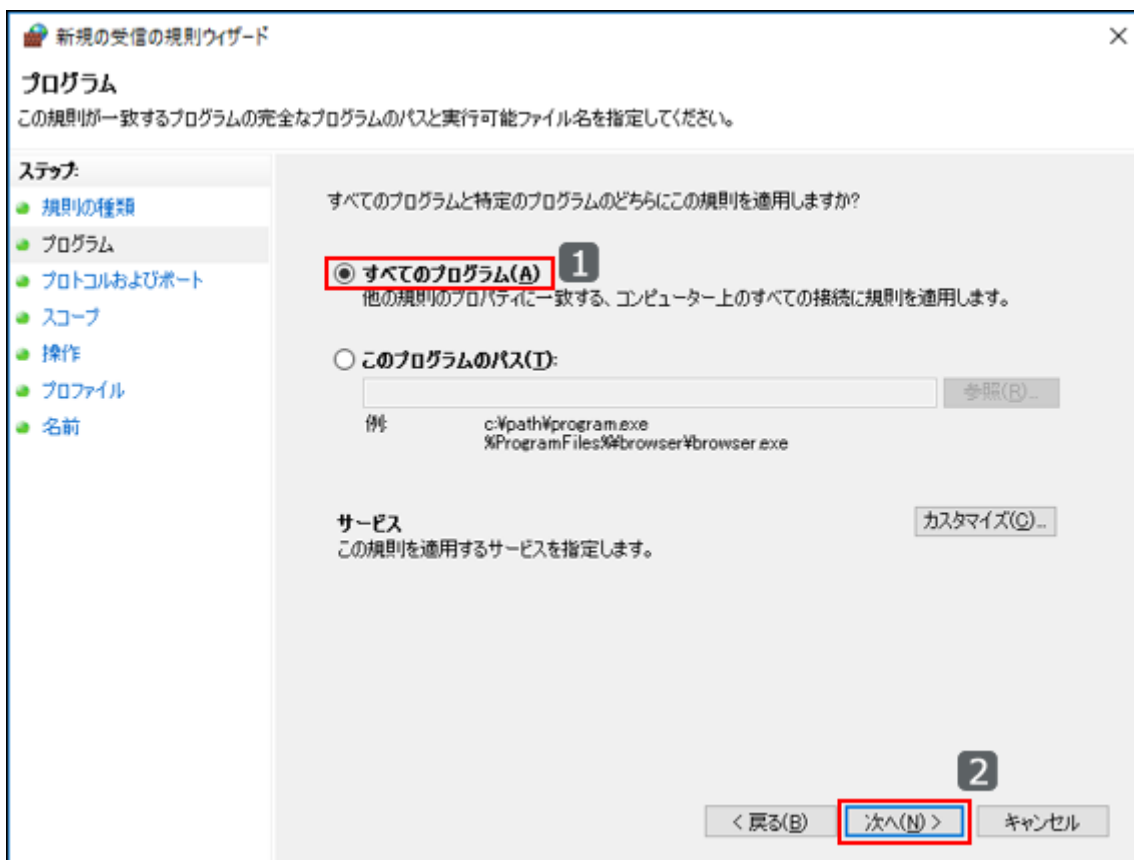 新規の受信の規則ウィザード
プログラム
この規則が一致するプログラムの完全なプログラムのパスと実行可能ファイル名を指定してください。
ステップ:
規則の種類
プログラム
プロトコルおよびポート
スコープ
操作
プロファイル
名前
すべてのプログラムと特定のプログラムのどちらにこの規則を適用しますか?
すべてのプログラム(A) 1
他の規則のプロパティに一致する、コンピューター上のすべての接続に規則を適用します。
このプログラムのパス(T):
参照(R)...
例: c:¥path¥program.exe
%ProgramFiles%¥browser¥browser.exe
サービス
カスタマイズ(C)...
この規則を適用するサービスを指定します。
2
< 戻る(B) 次へ(N) > キャンセル